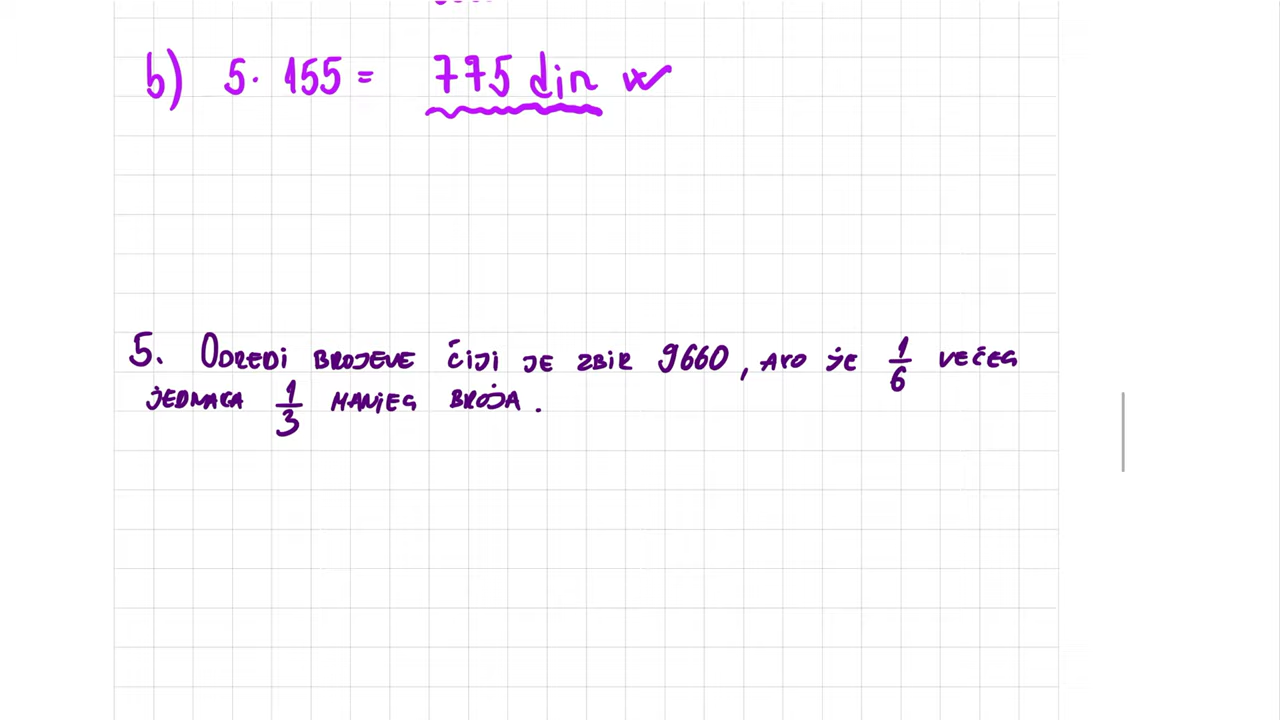 b) 5 · 155 = 775 din
5. ODREDI BROJEVE ČIJI JE ZBIR 9660, AKO JE 1/6 VEĆEG
JEDNAKA 1/3 MANJEG BROJA.